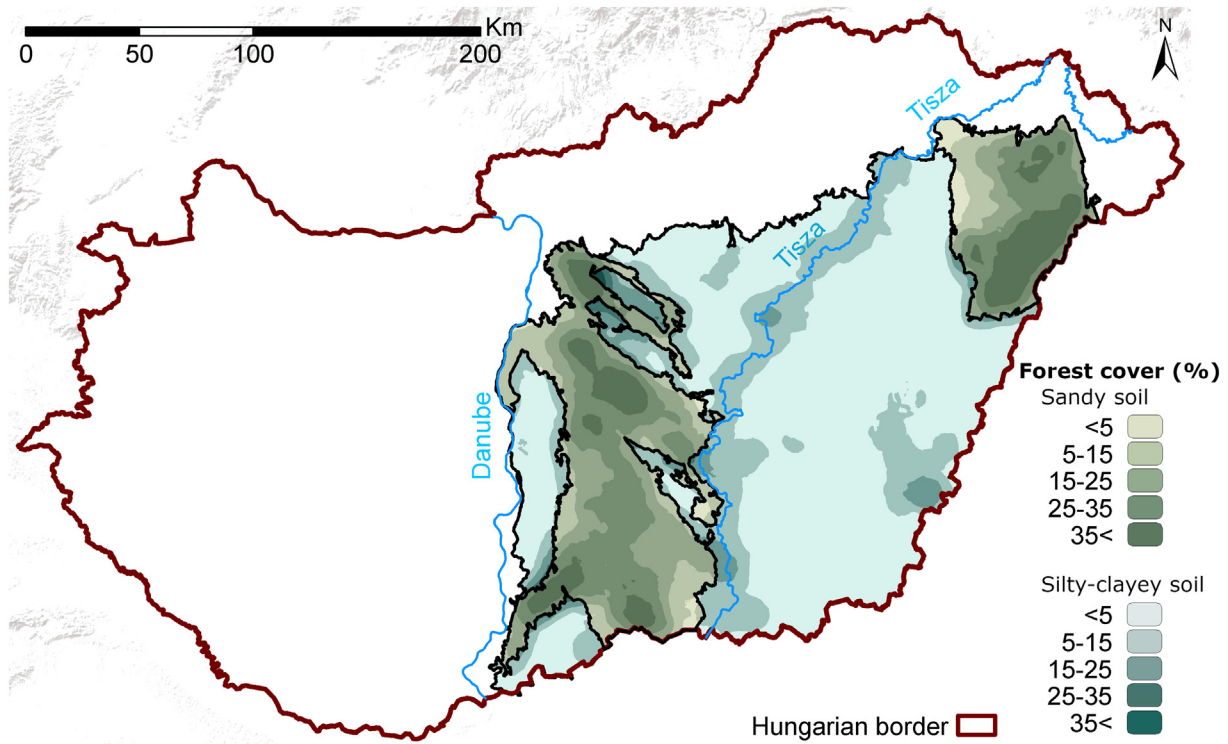 Km
0 50 100 200
N
Tisza
Tisza
Danube
Forest cover (%)
Sandy soil
<5
5-15
15-25
25-35
35<
Silty-clayey soil
<5
5-15
15-25
25-35
35<
Hungarian border